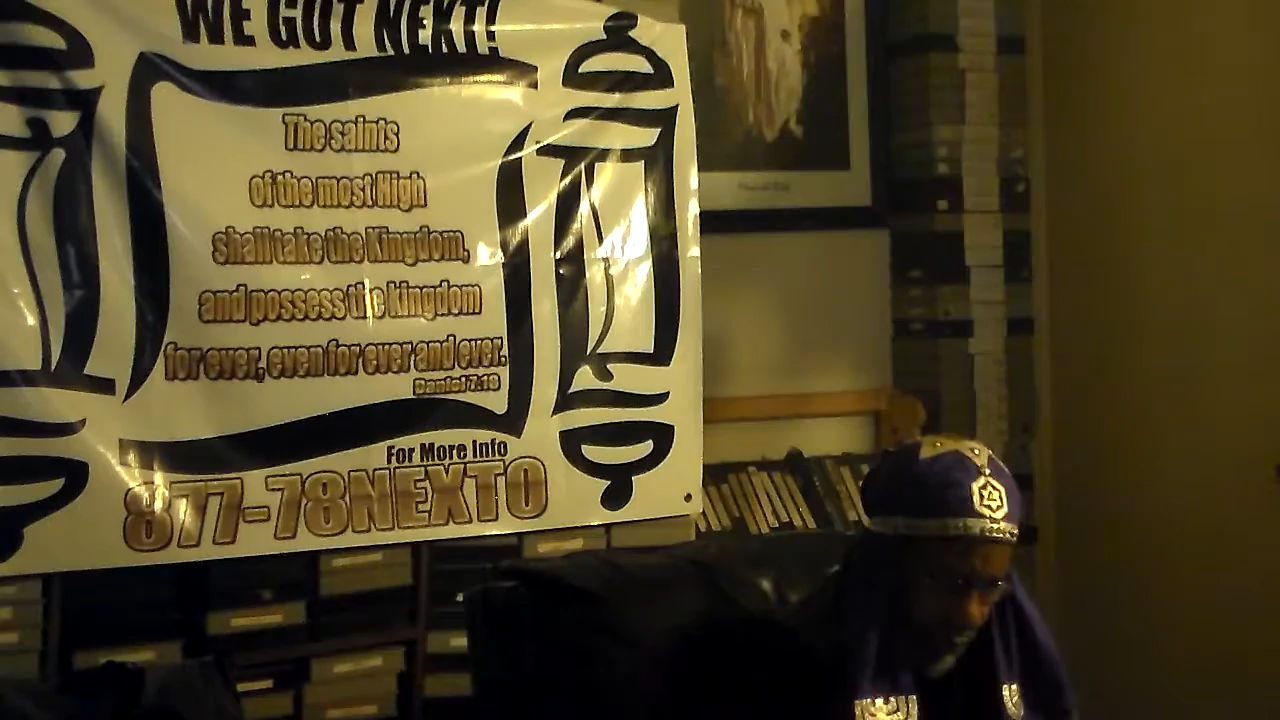 WE GOT NEXT!
The saints
of the most High
shall take the Kingdom,
and possess the kingdom
for ever, even for ever and ever.
Daniel 7:18
For More Info
877-78NEXTO